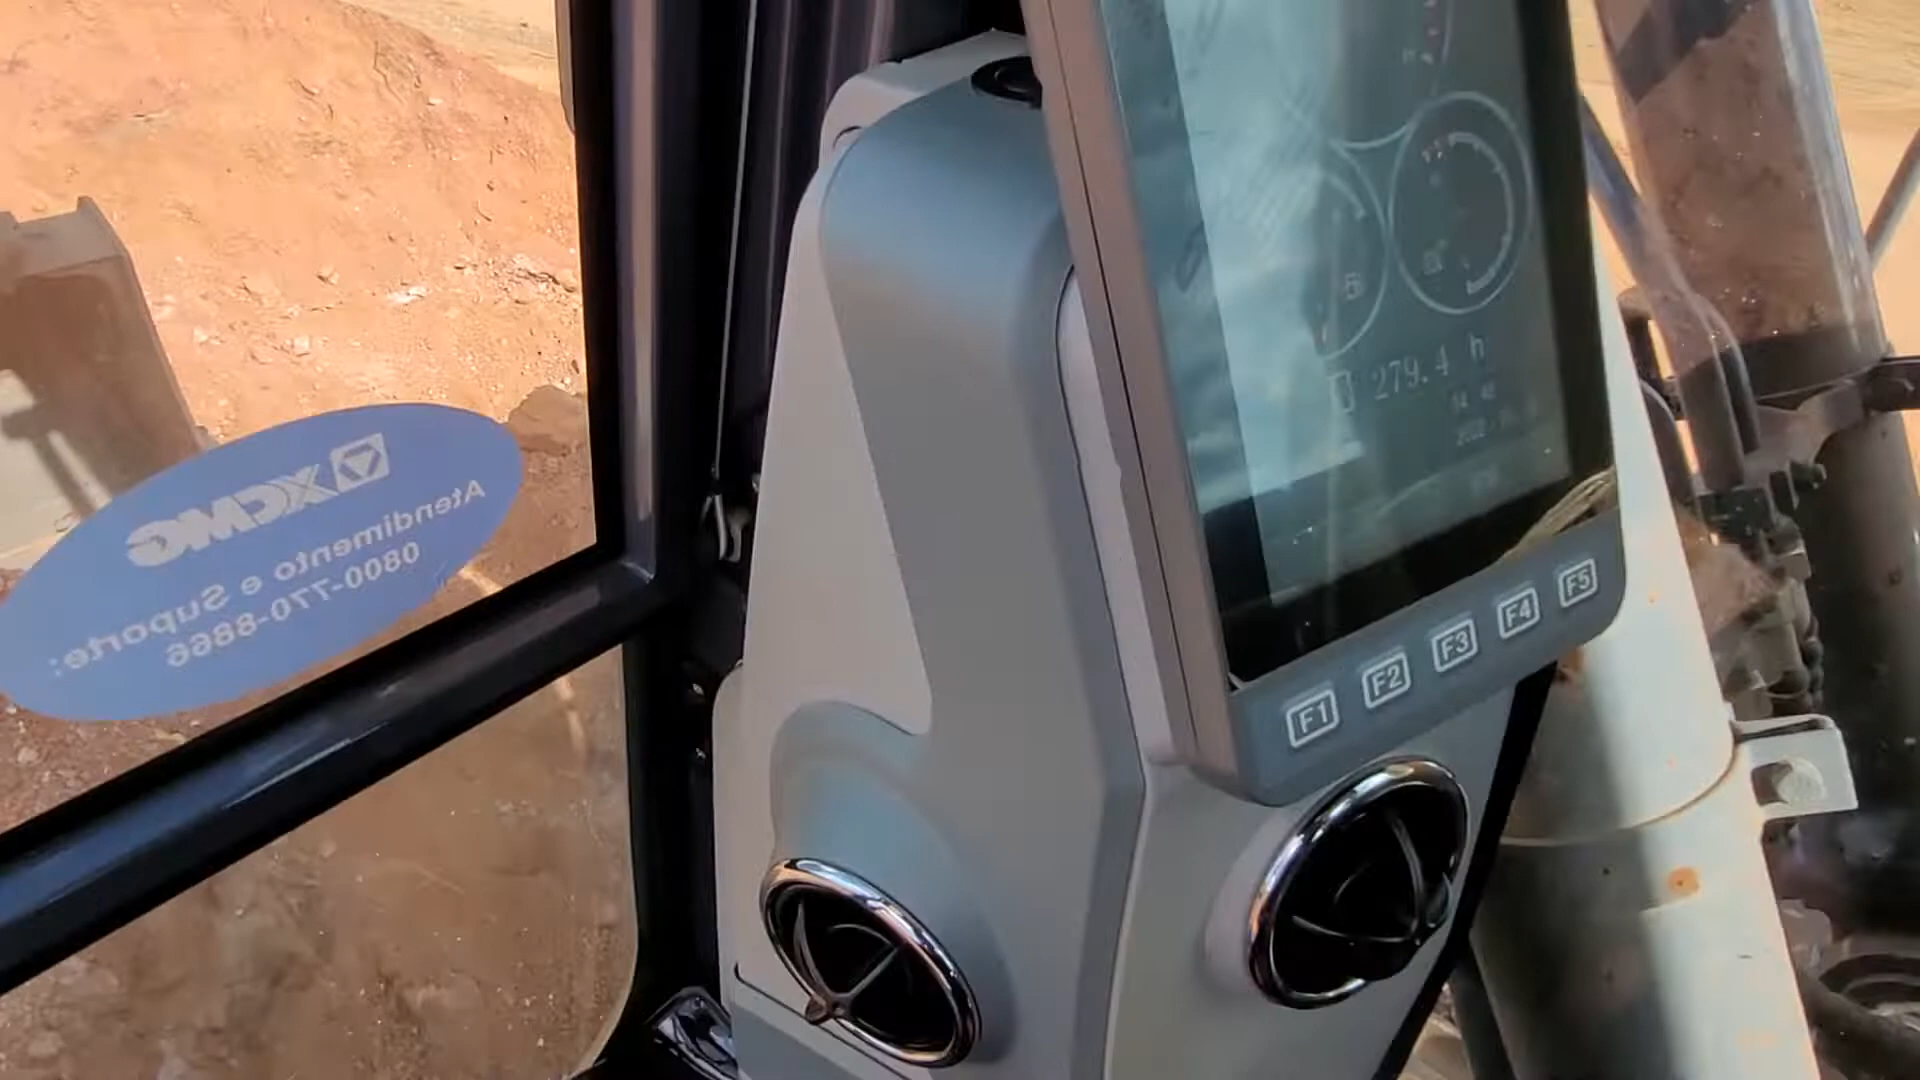 XCMG
Atendimento e Suporte:
0800-770-8866
279.4 h
F1 F2 F3 F4 F5